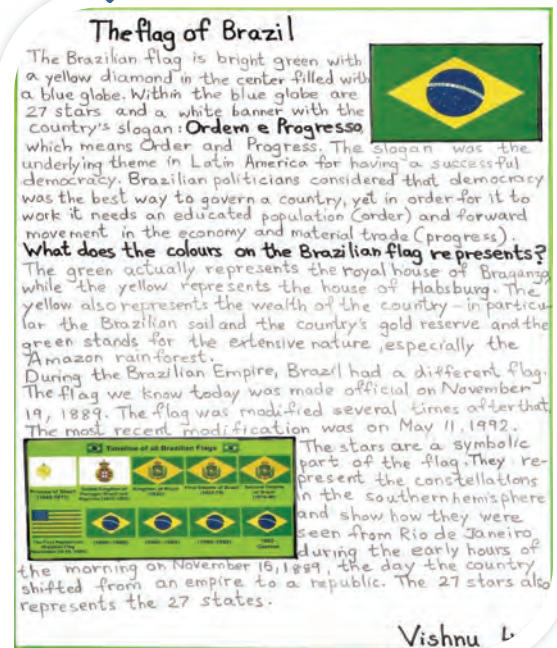 The flag of Brazil
The Brazilian flag is bright green with
a yellow diamond in the center filled with
a blue globe. Within the blue globe are
27 stars and a white banner with the
country's slogan: Ordem e Progresso,
which means Order and Progress. The slogan was the
underlying theme in Latin America for having a successful
democracy. Brazilian politicians considered that democracy
was the best way to govern a country, yet in order for it to
work it needs an educated population (order) and forward
movement in the economy and material trade (progress).
What does the colours on the Brazilian flag represents?
The green actually represents the royal house of Braganga,
while the yellow represents the house of Habsburg. The
yellow also represents the wealth of the country - in particu-
lar the Brazilian soil and the country's gold reserve and the
green stands for the extensive nature, especially the
Amazon rainforest.
During the Brazilian Empire, Brazil had a different flag.
The flag we know today was made official on November
19, 1889. The flag was modified several times after that.
The most recent modification was on May 11, 1992.
Timeline of all Brazilian Flags
The stars are a symbolic
part of the flag. They re-
present the constellations
in the southern hemisphere
and show how they were
seen from Rio de Janeiro
during the early hours of
the morning on November 15, 1889, the day the country
shifted from an empire to a republic. The 27 stars also
represents the 27 states.
Vishnu